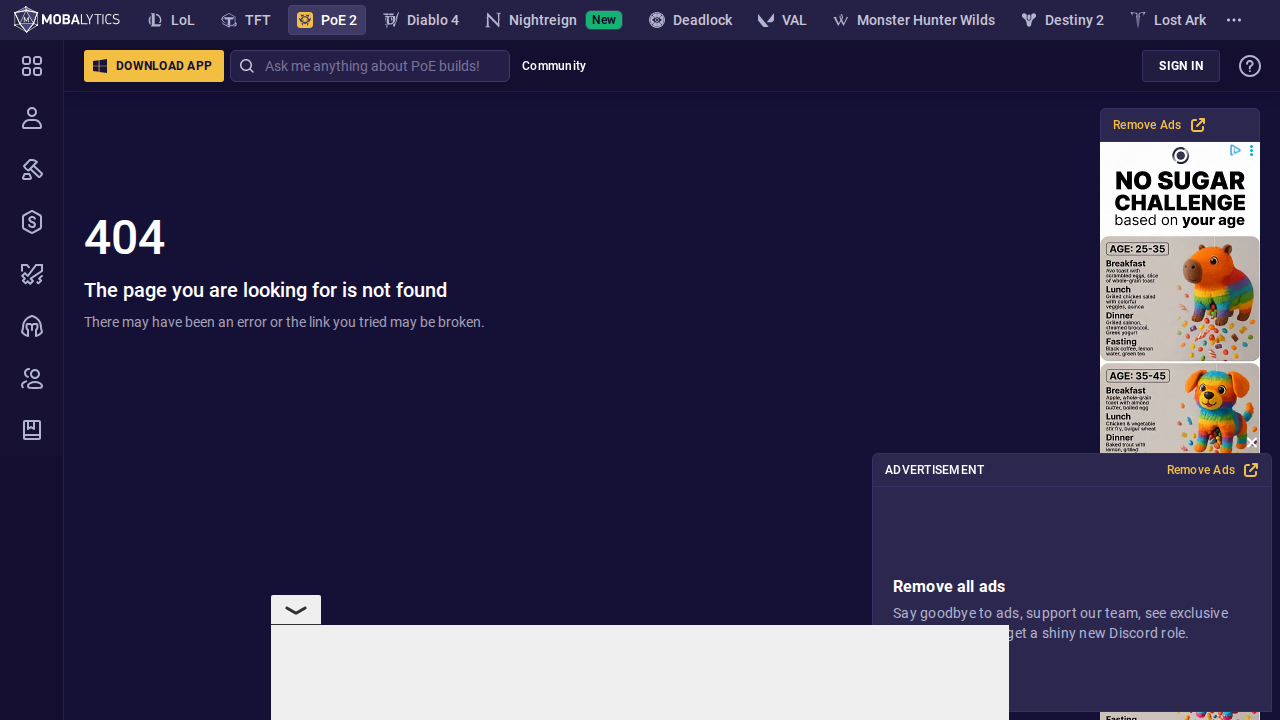 MOBALYTICS
LoL
TFT
PoE 2
Diablo 4
Nightreign
New
Deadlock
VAL
Monster Hunter Wilds
Destiny 2
Lost Ark
DOWNLOAD APP
Ask me anything about PoE builds!
Community
SIGN IN
Remove Ads
NO SUGAR
CHALLENGE
based on your age
AGE: 25-35
Breakfast
Avo toast with
scrambled eggs, slice
of whole-grain toast
Lunch
Grilled chicken salad
with colorful
veggies, quinoa
Dinner
Grilled salmon,
steamed broccoli,
Greek yogurt
Fasting
Black coffee, lemon
water, green tea
AGE: 35-45
Breakfast
Apple, whole-grain
toast with almond
butter, boiled egg
Lunch
Chicken & vegetable
stir fry, bulgur wheat
Dinner
Baked trout with
lemon, grilled
404
The page you are looking for is not found
There may have been an error or the link you tried may be broken.
ADVERTISEMENT
Remove Ads
Remove all ads
Say goodbye to ads, support our team, see exclusive
get a shiny new Discord role.
Fasting